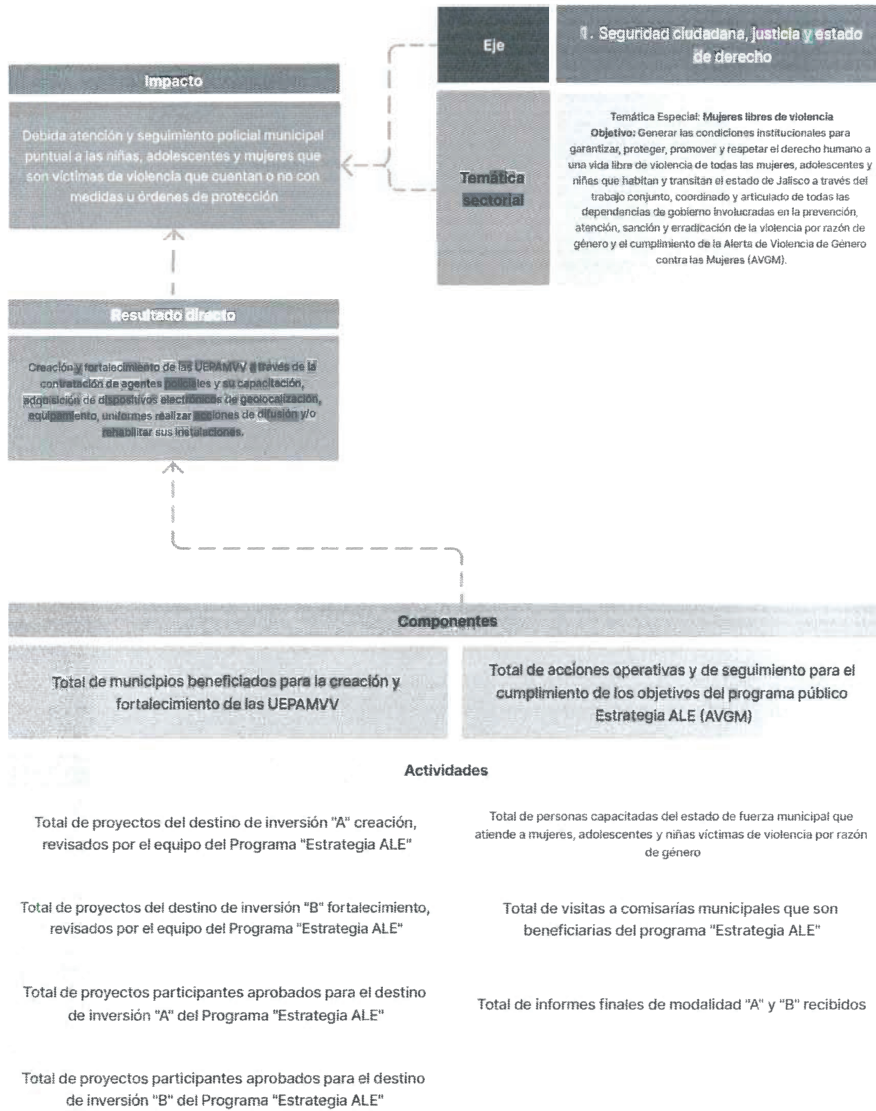 Eje
1. Seguridad ciudadana, justicia y estado
de derecho
Impacto
Debida atención y seguimiento policial municipal
puntual a las niñas, adolescentes y mujeres que
son víctimas de violencia que cuentan o no con
medidas u órdenes de protección
Temática
sectorial
Temática Especial: Mujeres libres de violencia
Objetivo: Generar las condiciones institucionales para
garantizar, proteger, promover y respetar el derecho humano a
una vida libre de violencia de todas las mujeres, adolescentes y
niñas que habitan y transitan el estado de Jalisco a través del
trabajo conjunto, coordinado y articulado de todas las
dependencias de gobierno involucradas en la prevención,
atención, sanción y erradicación de la violencia por razón de
género y el cumplimiento de la Alerta de Violencia de Género
contra las Mujeres (AVGM).
Resultado directo
Creación y fortalecimiento de las UEPAMVV a través de la
contratación de agentes policiales y su capacitación,
adquisición de dispositivos electrónicos de geolocalización,
equipamiento, uniformes realizar acciones de difusión y/o
rehabilitar sus instalaciones.
Componentes
Total de municipios beneficiados para la creación y
fortalecimiento de las UEPAMVV
Total de acciones operativas y de seguimiento para el
cumplimiento de los objetivos del programa público
Estrategia ALE (AVGM)
Actividades
Total de proyectos del destino de inversión "A" creación,
revisados por el equipo del Programa "Estrategia ALE"
Total de personas capacitadas del estado de fuerza municipal que
atiende a mujeres, adolescentes y niñas víctimas de violencia por razón
de género
Total de proyectos del destino de inversión "B" fortalecimiento,
revisados por el equipo del Programa "Estrategia ALE"
Total de visitas a comisarías municipales que son
beneficiarias del programa "Estrategia ALE"
Total de proyectos participantes aprobados para el destino
de inversión "A" del Programa "Estrategia ALE"
Total de informes finales de modalidad "A" y "B" recibidos
Total de proyectos participantes aprobados para el destino
de inversión "B" del Programa "Estrategia ALE"